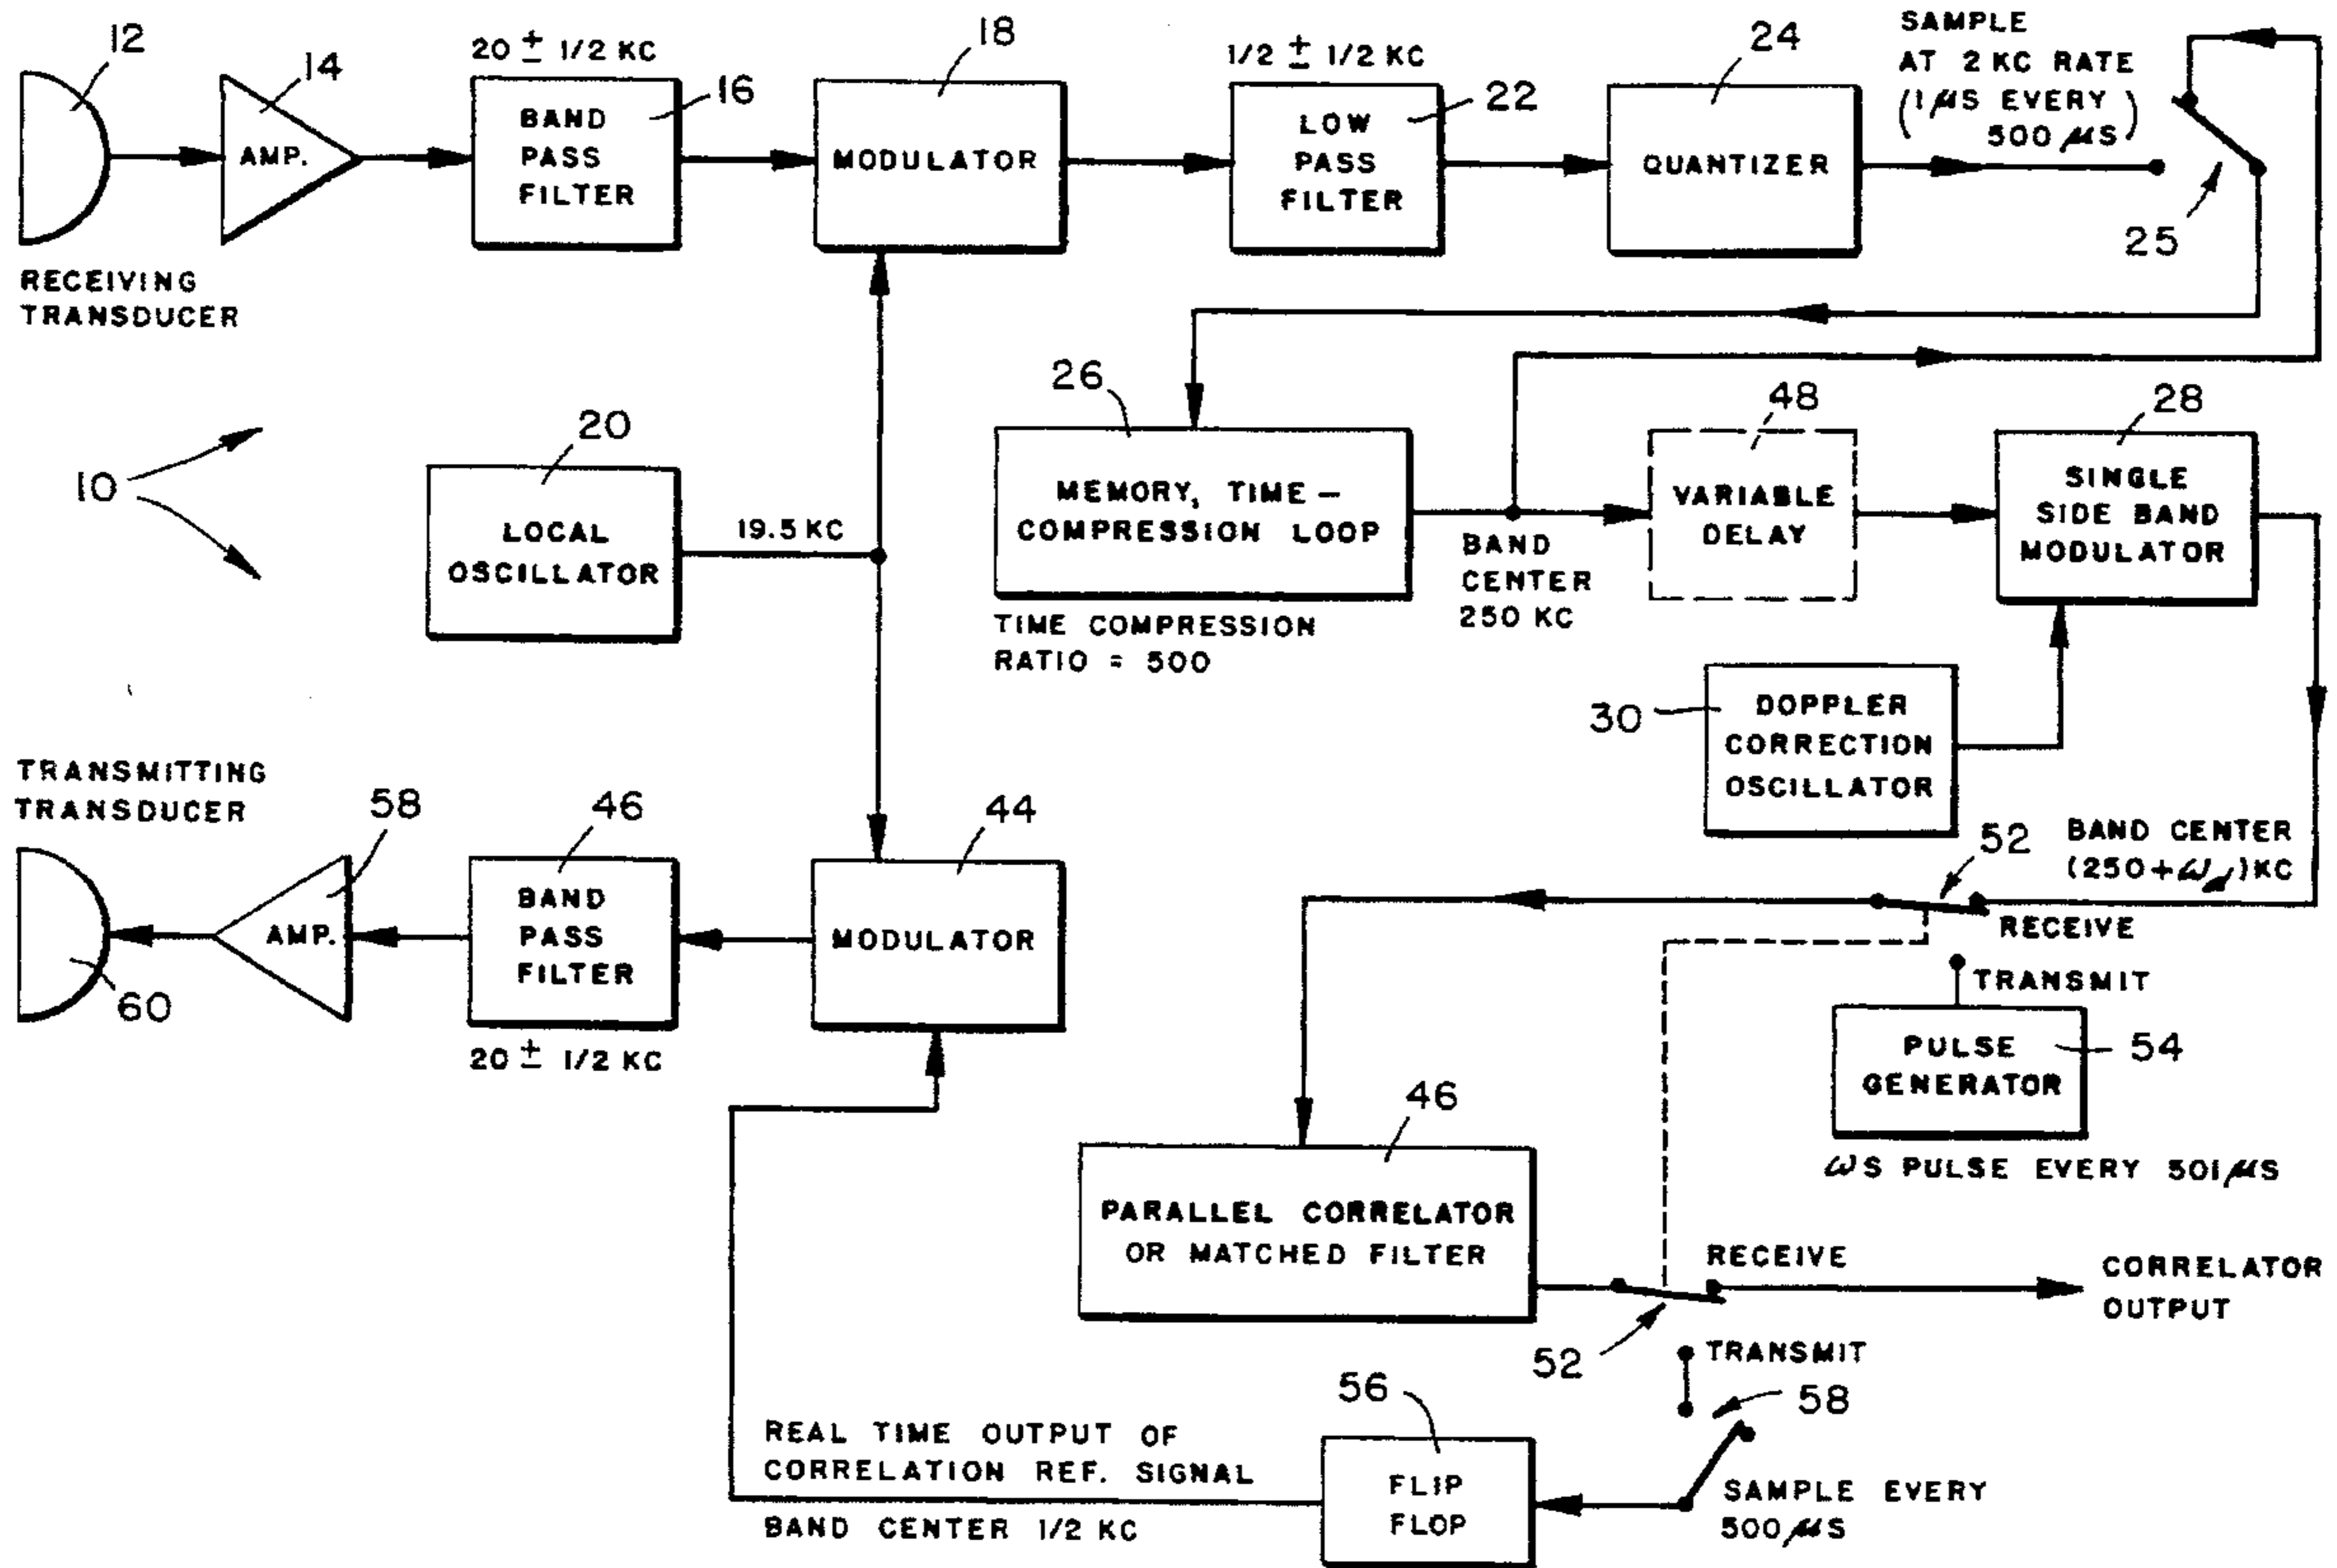 12
14
AMP.
RECEIVING
TRANSDUCER
20 ± 1/2 KC
16
BAND
PASS
FILTER
18
MODULATOR
1/2 ± 1/2 KC
22
LOW
PASS
FILTER
24
QUANTIZER
SAMPLE
AT 2 KC RATE
(1 μS EVERY
500 μS)
25
10
20
LOCAL
OSCILLATOR
19.5 KC
26
MEMORY, TIME –
COMPRESSION LOOP
TIME COMPRESSION
RATIO = 500
BAND
CENTER
250 KC
48
VARIABLE
DELAY
28
SINGLE
SIDE BAND
MODULATOR
30
DOPPLER
CORRECTION
OSCILLATOR
TRANSMITTING
TRANSDUCER
60
58
AMP.
46
BAND
PASS
FILTER
20 ± 1/2 KC
44
MODULATOR
52
BAND CENTER
(250+ω_d)KC
RECEIVE
TRANSMIT
PULSE
GENERATOR
54
ωS PULSE EVERY 501 μS
46
PARALLEL CORRELATOR
OR MATCHED FILTER
RECEIVE
CORRELATOR
OUTPUT
52
TRANSMIT
58
56
FLIP
FLOP
SAMPLE EVERY
500 μS
REAL TIME OUTPUT OF
CORRELATION REF. SIGNAL
BAND CENTER 1/2 KC